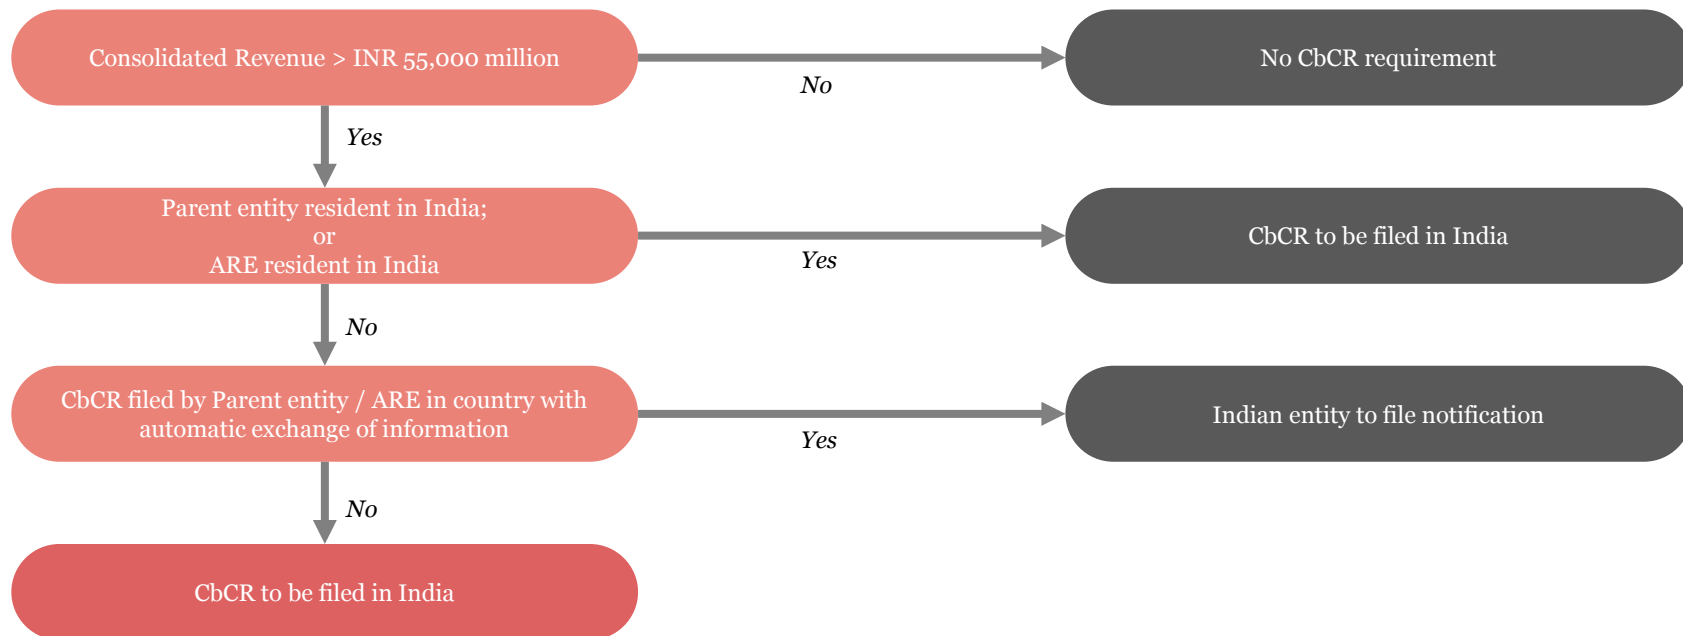 Consolidated Revenue > INR 55,000 million
No
No CbCR requirement
Yes
Parent entity resident in India;
or
ARE resident in India
Yes
CbCR to be filed in India
No
CbCR filed by Parent entity / ARE in country with
automatic exchange of information
Yes
Indian entity to file notification
No
CbCR to be filed in India